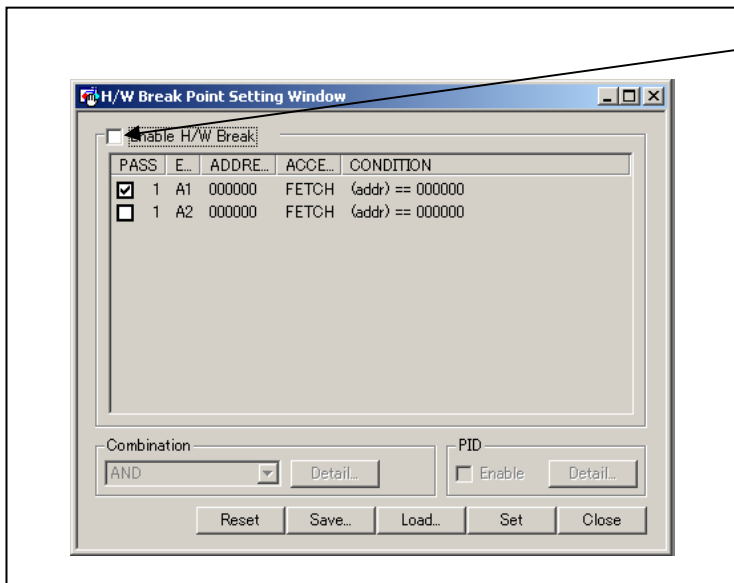 H/W Break Point Setting Window
Enable H/W Break
PASS E... ADDRE... ACCE... CONDITION
1 A1 000000 FETCH (addr) == 000000
1 A2 000000 FETCH (addr) == 000000
Combination PID
AND Detail... Enable Detail...
Reset Save... Load... Set Close